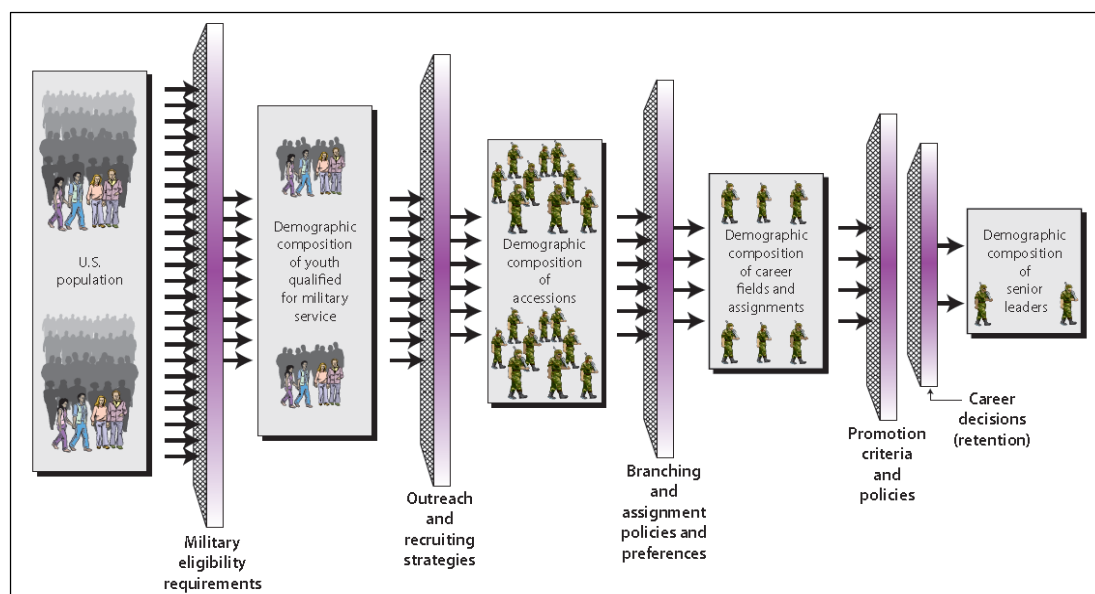 U.S.
population
Military
eligibility
requirements
Demographic
composition
of youth
qualified
for military
service
Outreach
and
recruiting
strategies
Demographic
composition
of
accessions
Branching
and
assignment
policies and
preferences
Demographic
composition
of career
fields and
assignments
Promotion
criteria
and
policies
Career
decisions
(retention)
Demographic
composition of
senior
leaders